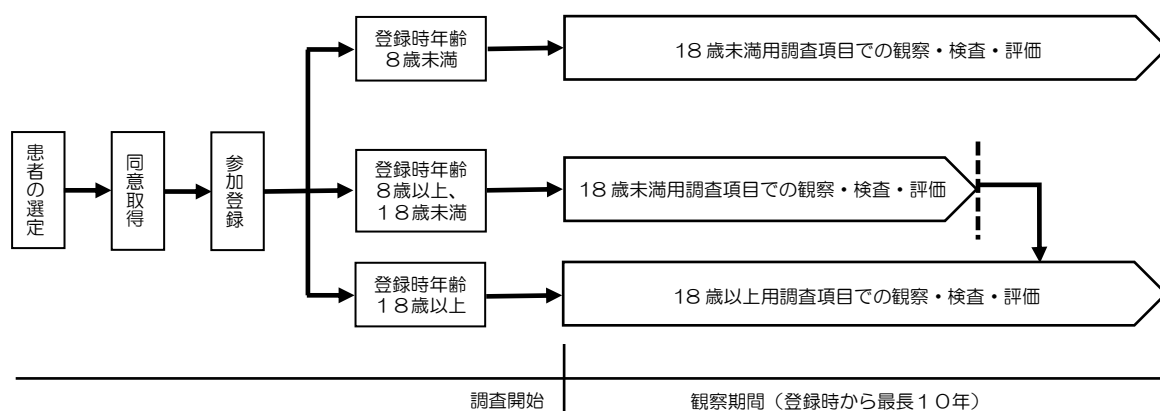 患者の選定
同意取得
参加登録
登録時年齢
8歳未満
18歳未満用調査項目での観察・検査・評価
登録時年齢
8歳以上、
18歳未満
18歳未満用調査項目での観察・検査・評価
登録時年齢
18歳以上
18歳以上用調査項目での観察・検査・評価
調査開始
観察期間（登録時から最長10年）